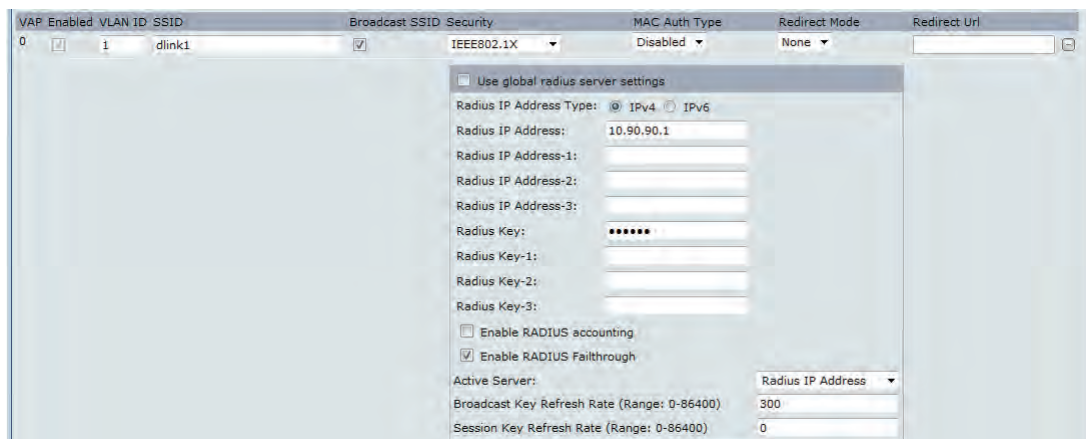 VAP Enabled VLAN ID SSID Broadcast SSID Security MAC Auth Type Redirect Mode Redirect Url
0 1 dlink1 IEEE802.1X Disabled None
Use global radius server settings
Radius IP Address Type: IPv4 IPv6
Radius IP Address: 10.90.90.1
Radius IP Address-1:
Radius IP Address-2:
Radius IP Address-3:
Radius Key: ••••••
Radius Key-1:
Radius Key-2:
Radius Key-3:
Enable RADIUS accounting
Enable RADIUS Failthrough
Active Server: Radius IP Address
Broadcast Key Refresh Rate (Range: 0-86400) 300
Session Key Refresh Rate (Range: 0-86400) 0